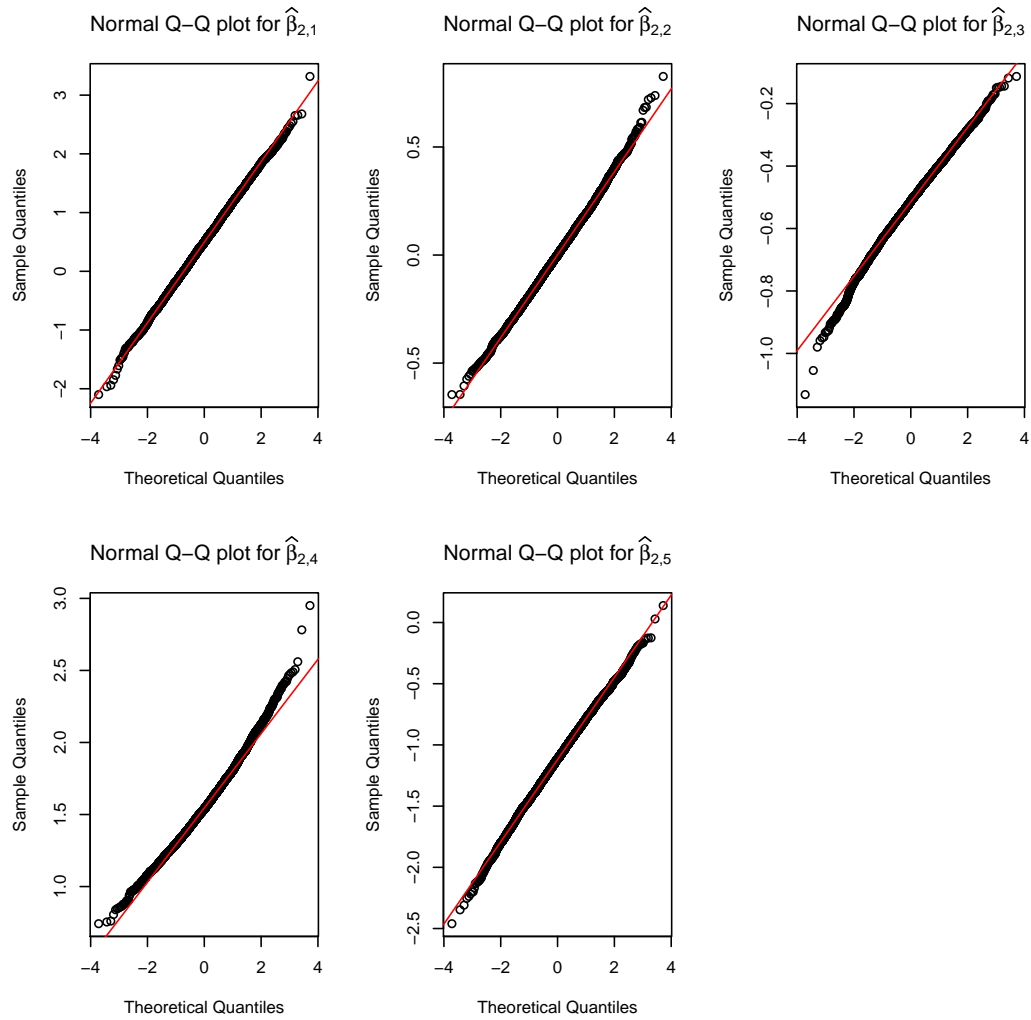 Normal Q−Q plot for β̂2,1
Sample Quantiles
3
2
1
0
−1
−2
−4 −2 0 2 4
Theoretical Quantiles
Normal Q−Q plot for β̂2,2
Sample Quantiles
0.5
0.0
−0.5
−4 −2 0 2 4
Theoretical Quantiles
Normal Q−Q plot for β̂2,3
Sample Quantiles
−0.2
−0.4
−0.6
−0.8
−1.0
−4 −2 0 2 4
Theoretical Quantiles
Normal Q−Q plot for β̂2,4
Sample Quantiles
3.0
2.5
2.0
1.5
1.0
−4 −2 0 2 4
Theoretical Quantiles
Normal Q−Q plot for β̂2,5
Sample Quantiles
0.0
−0.5
−1.0
−1.5
−2.0
−2.5
−4 −2 0 2 4
Theoretical Quantiles